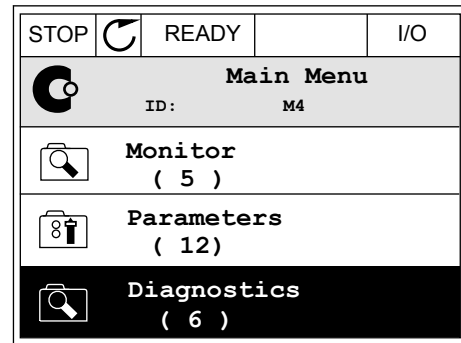 STOP READY I/O
Main Menu
ID: M4
Monitor
( 5 )
Parameters
( 12)
Diagnostics
( 6 )